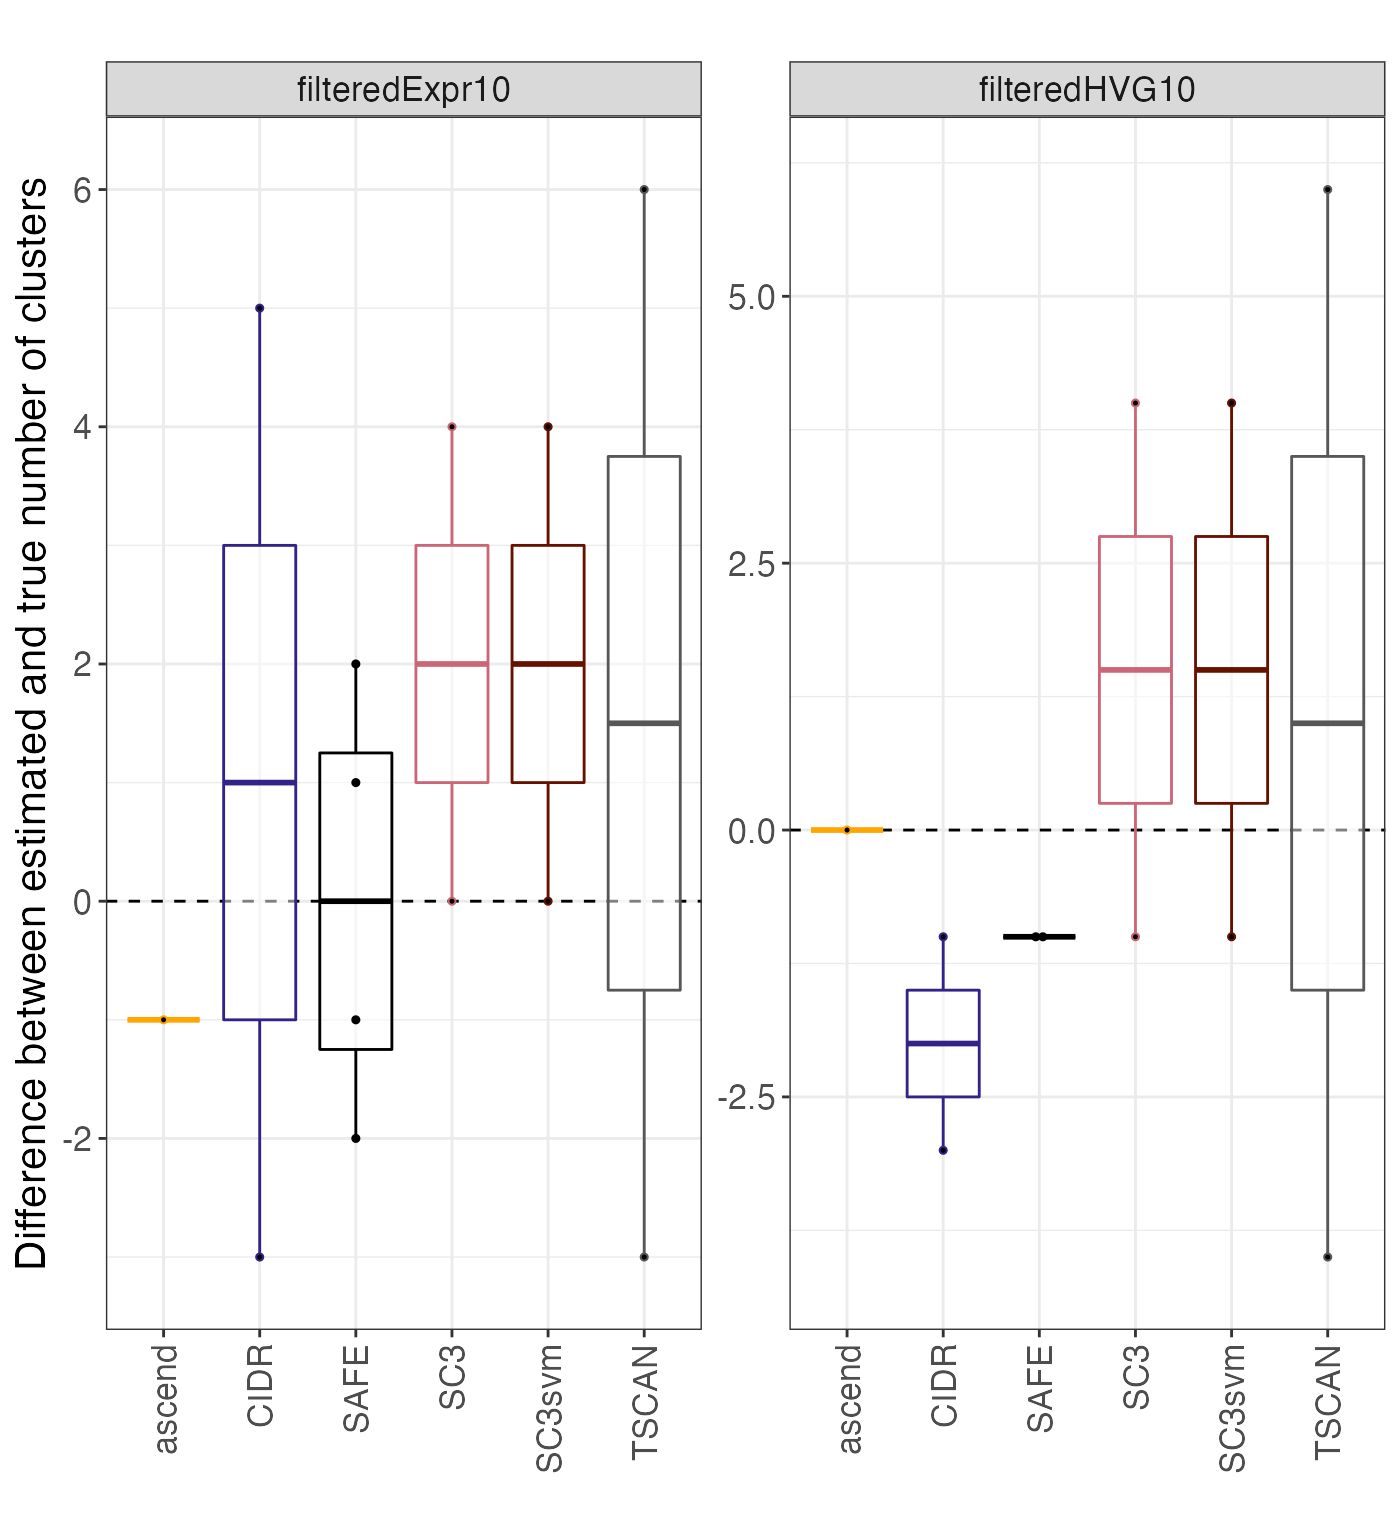 filteredExpr10
filteredHVG10
Difference between estimated and true number of clusters
6
4
2
0
-2
5.0
2.5
0.0
-2.5
ascend
CIDR
SAFE
SC3
SC3svm
TSCAN
ascend
CIDR
SAFE
SC3
SC3svm
TSCAN